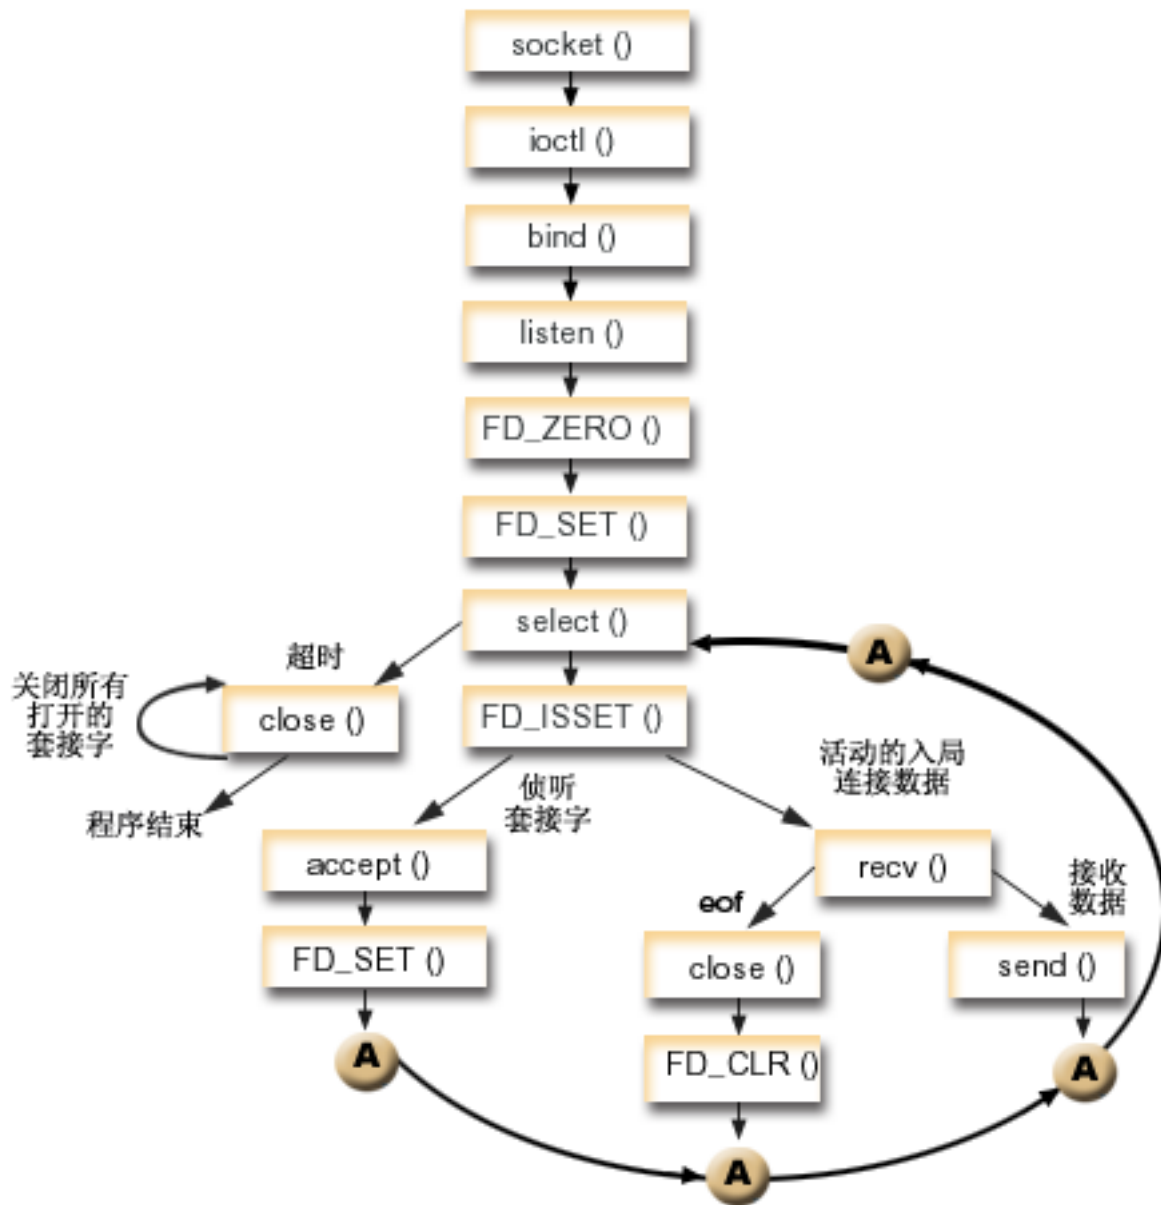 socket ()
ioctl ()
bind ()
listen ()
FD_ZERO ()
FD_SET ()
select ()
A
超时
关闭所有
打开的
套接字
close ()
FD_ISSET ()
程序结束
侦听
套接字
活动的入局
连接数据
accept ()
recv ()
eof
接收
数据
FD_SET ()
close ()
send ()
A
FD_CLR ()
A
A